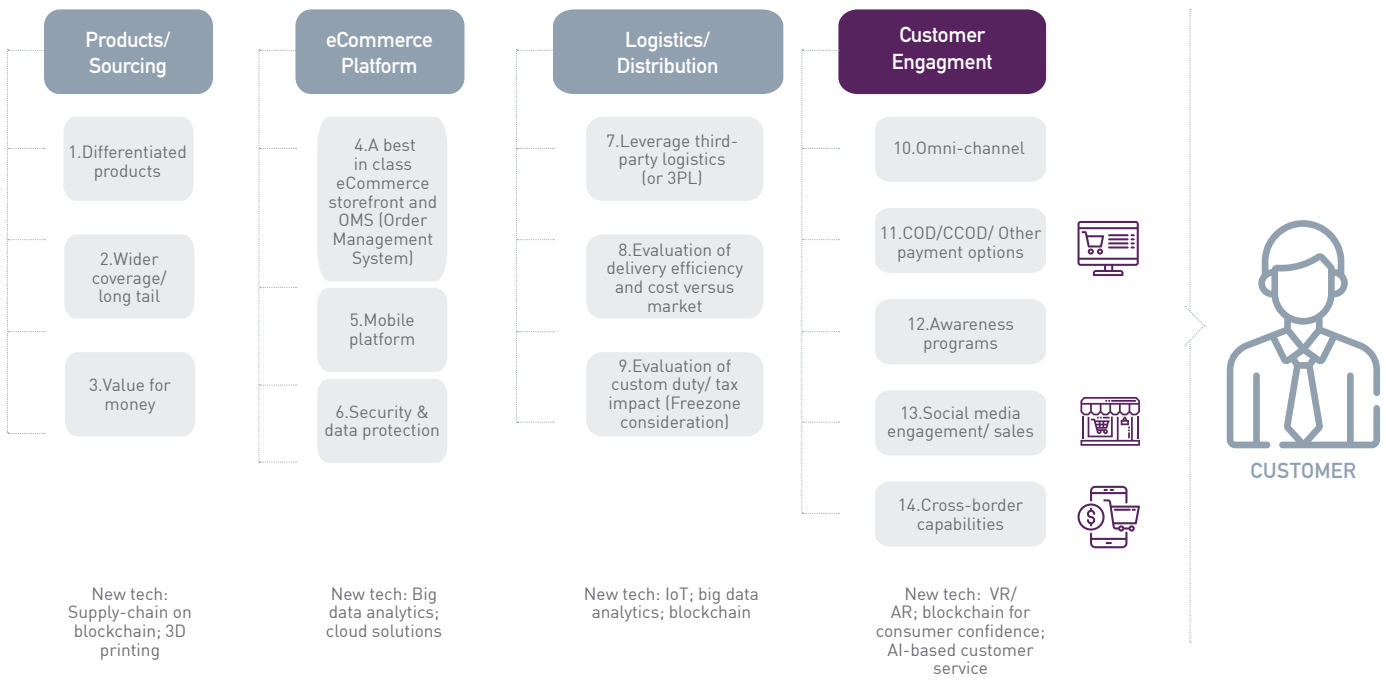 Products/
Sourcing
1.Differentiated
products
2.Wider
coverage/
long tail
3.Value for
money
New tech:
Supply-chain on
blockchain; 3D
printing
eCommerce
Platform
4.A best
in class
eCommerce
storefront and
OMS (Order
Management
System)
5.Mobile
platform
6.Security &
data protection
New tech: Big
data analytics;
cloud solutions
Logistics/
Distribution
7.Leverage third-
party logistics
(or 3PL)
8.Evaluation of
delivery efficiency
and cost versus
market
9.Evaluation of
custom duty/ tax
impact (Freezone
consideration)
New tech: IoT; big data
analytics; blockchain
Customer
Engagment
10.Omni-channel
11.COD/CCOD/ Other
payment options
12.Awareness
programs
13.Social media
engagement/ sales
14.Cross-border
capabilities
$
New tech: VR/
AR; blockchain for
consumer confidence;
AI-based customer
service
CUSTOMER